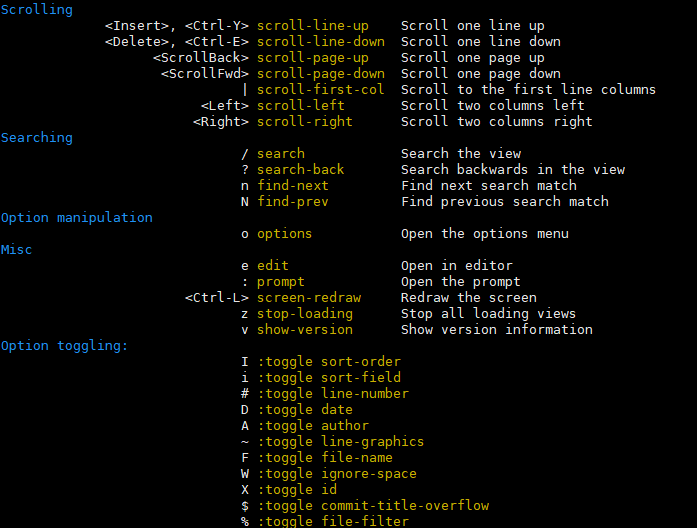 Scrolling
<Insert>, <Ctrl-Y> scroll-line-up Scroll one line up
<Delete>, <Ctrl-E> scroll-line-down Scroll one line down
<ScrollBack> scroll-page-up Scroll one page up
<ScrollFwd> scroll-page-down Scroll one page down
| scroll-first-col Scroll to the first line columns
<Left> scroll-left Scroll two columns left
<Right> scroll-right Scroll two columns right
Searching
/ search Search the view
? search-back Search backwards in the view
n find-next Find next search match
N find-prev Find previous search match
Option manipulation
o options Open the options menu
Misc
e edit Open in editor
: prompt Open the prompt
<Ctrl-L> screen-redraw Redraw the screen
z stop-loading Stop all loading views
v show-version Show version information
Option toggling:
I :toggle sort-order
i :toggle sort-field
# :toggle line-number
D :toggle date
A :toggle author
~ :toggle line-graphics
F :toggle file-name
W :toggle ignore-space
X :toggle id
$ :toggle commit-title-overflow
% :toggle file-filter